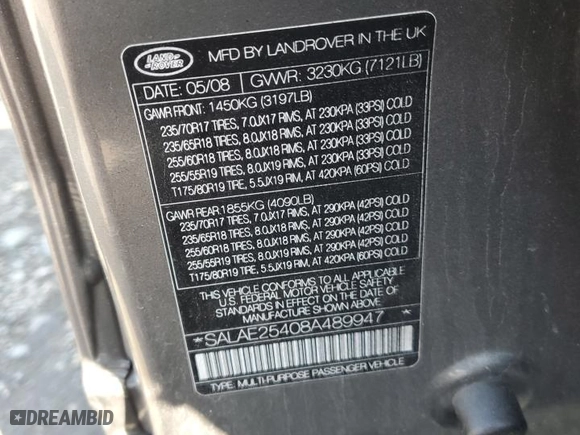 LAND ROVER
MFD BY LANDROVER IN THE UK
DATE: 05/08 GVWR: 3230KG (7121LB)
GAWR FRONT: 1450KG (3197LB)
235/70R17 TIRES, 7.0JX17 RIMS, AT 230KPA (33PSI) COLD
235/65R18 TIRES, 8.0JX18 RIMS, AT 230KPA (33PSI) COLD
255/60R18 TIRES, 8.0JX18 RIMS, AT 230KPA (33PSI) COLD
255/55R19 TIRES, 8.0JX19 RIMS, AT 230KPA (33PSI) COLD
T175/80R19 TIRE, 5.5JX19 RIM, AT 420KPA (60PSI) COLD
GAWR REAR: 1855KG (4090LB)
235/70R17 TIRES, 7.0JX17 RIMS, AT 290KPA (42PSI) COLD
235/65R18 TIRES, 8.0JX18 RIMS, AT 290KPA (42PSI) COLD
255/60R18 TIRES, 8.0JX18 RIMS, AT 290KPA (42PSI) COLD
255/55R19 TIRES, 8.0JX19 RIMS, AT 290KPA (42PSI) COLD
T175/80R19 TIRE, 5.5JX19 RIM, AT 420KPA (60PSI) COLD
*THIS VEHICLE CONFORMS TO ALL APPLICABLE
U.S. FEDERAL MOTOR VEHICLE SAFETY
STANDARDS IN EFFECT ON THE DATE OF
MANUFACTURE SHOWN ABOVE*
*SALAE25408A489947*
TYPE: MULTI-PURPOSE PASSENGER VEHICLE
DREAMBID